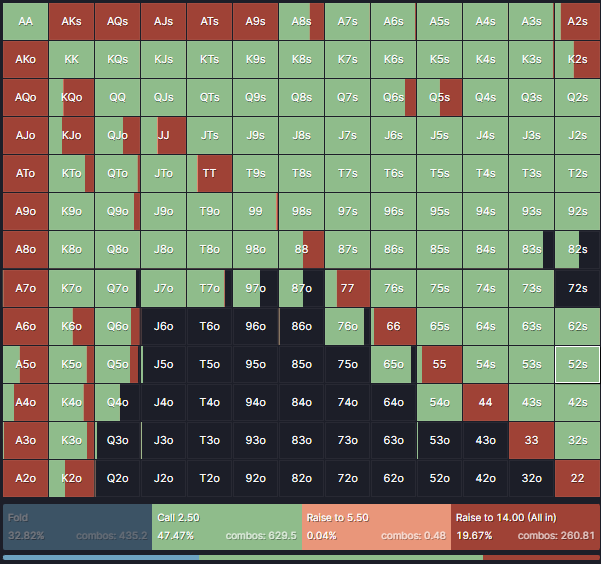 AA AKs AQs AJs ATs A9s A8s A7s A6s A5s A4s A3s A2s
AKo KK KQs KJs KTs K9s K8s K7s K6s K5s K4s K3s K2s
AQo KQo QQ QJs QTs Q9s Q8s Q7s Q6s Q5s Q4s Q3s Q2s
AJo KJo QJo JJ JTs J9s J8s J7s J6s J5s J4s J3s J2s
ATo KTo QTo JTo TT T9s T8s T7s T6s T5s T4s T3s T2s
A9o K9o Q9o J9o T9o 99 98s 97s 96s 95s 94s 93s 92s
A8o K8o Q8o J8o T8o 98o 88 87s 86s 85s 84s 83s 82s
A7o K7o Q7o J7o T7o 97o 87o 77 76s 75s 74s 73s 72s
A6o K6o Q6o J6o T6o 96o 86o 76o 66 65s 64s 63s 62s
A5o K5o Q5o J5o T5o 95o 85o 75o 65o 55 54s 53s 52s
A4o K4o Q4o J4o T4o 94o 84o 74o 64o 54o 44 43s 42s
A3o K3o Q3o J3o T3o 93o 83o 73o 63o 53o 43o 33 32s
A2o K2o Q2o J2o T2o 92o 82o 72o 62o 52o 42o 32o 22
Fold Call 2.50 Raise to 5.50 Raise to 14.00 (All in)
32.82% combos: 435.2 47.47% combos: 629.5 0.04% combos: 0.48 19.67% combos: 260.81